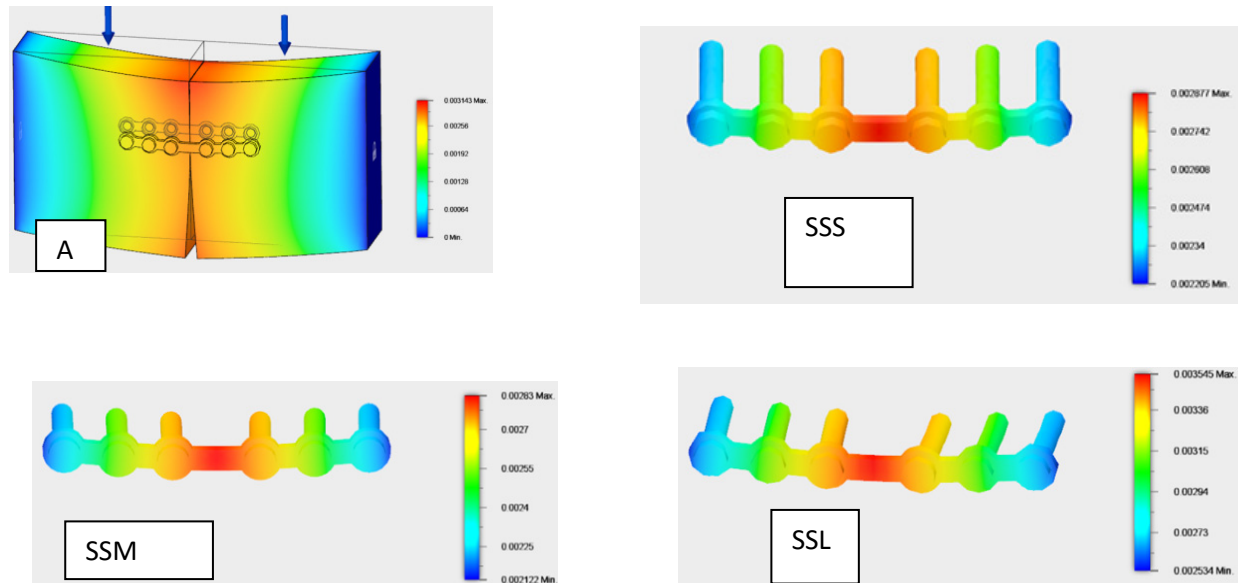 0.003143 Max.
0.00256
0.00192
0.00128
0.00064
0 Min.
A
0.002877 Max.
0.002742
0.002608
0.002474
0.00234
0.002205 Min.
SSS
0.00283 Max.
0.0027
0.00255
0.0024
0.00225
0.002122 Min.
SSM
0.003545 Max.
0.00336
0.00315
0.00294
0.00273
0.002534 Min.
SSL